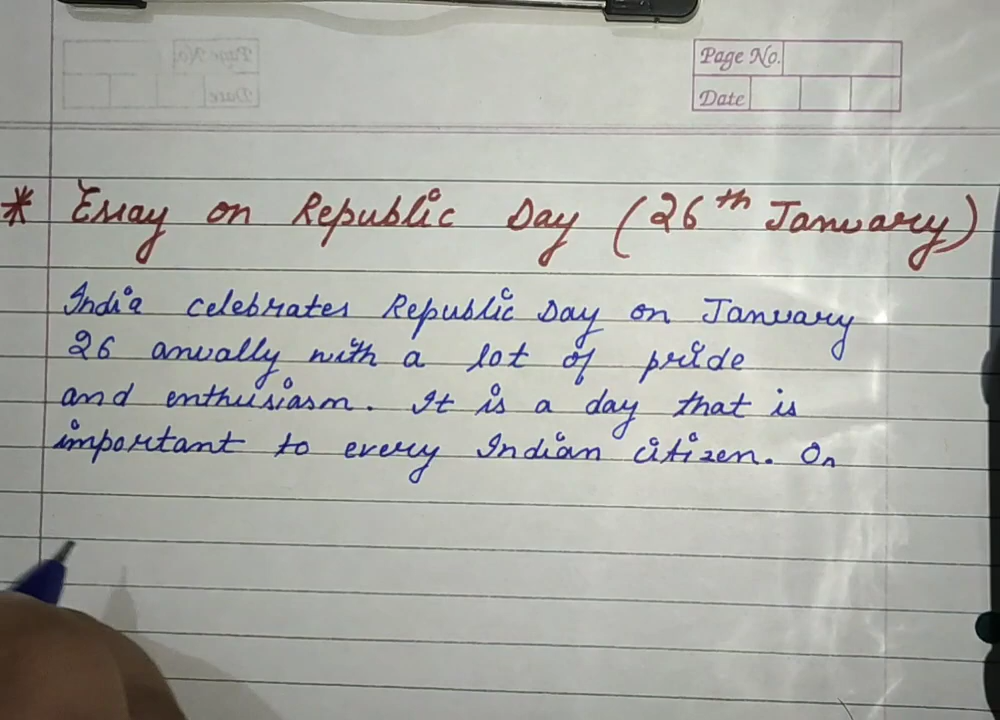 Page No.
Date
* Essay on Republic Day (26th January)
India celebrates Republic Day on January
26 anually with a lot of pride
and enthusiasm. It is a day that is
important to every Indian citizen. On